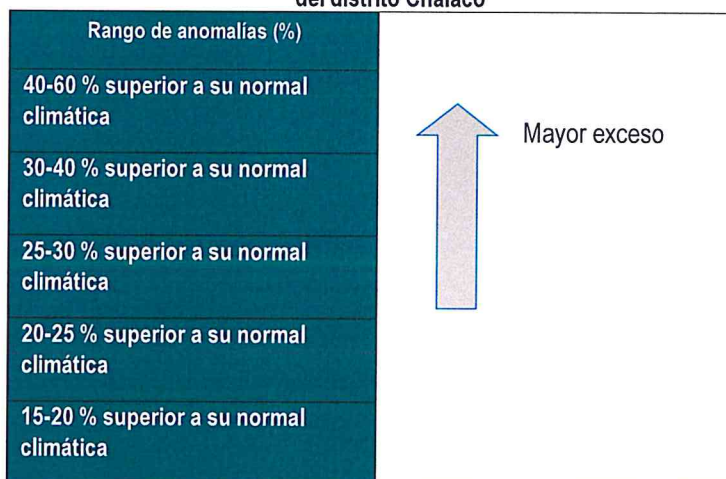 del distrito Chalaco
Rango de anomalías (%)
40-60 % superior a su normal
climática
Mayor exceso
30-40 % superior a su normal
climática
25-30 % superior a su normal
climática
20-25 % superior a su normal
climática
15-20 % superior a su normal
climática